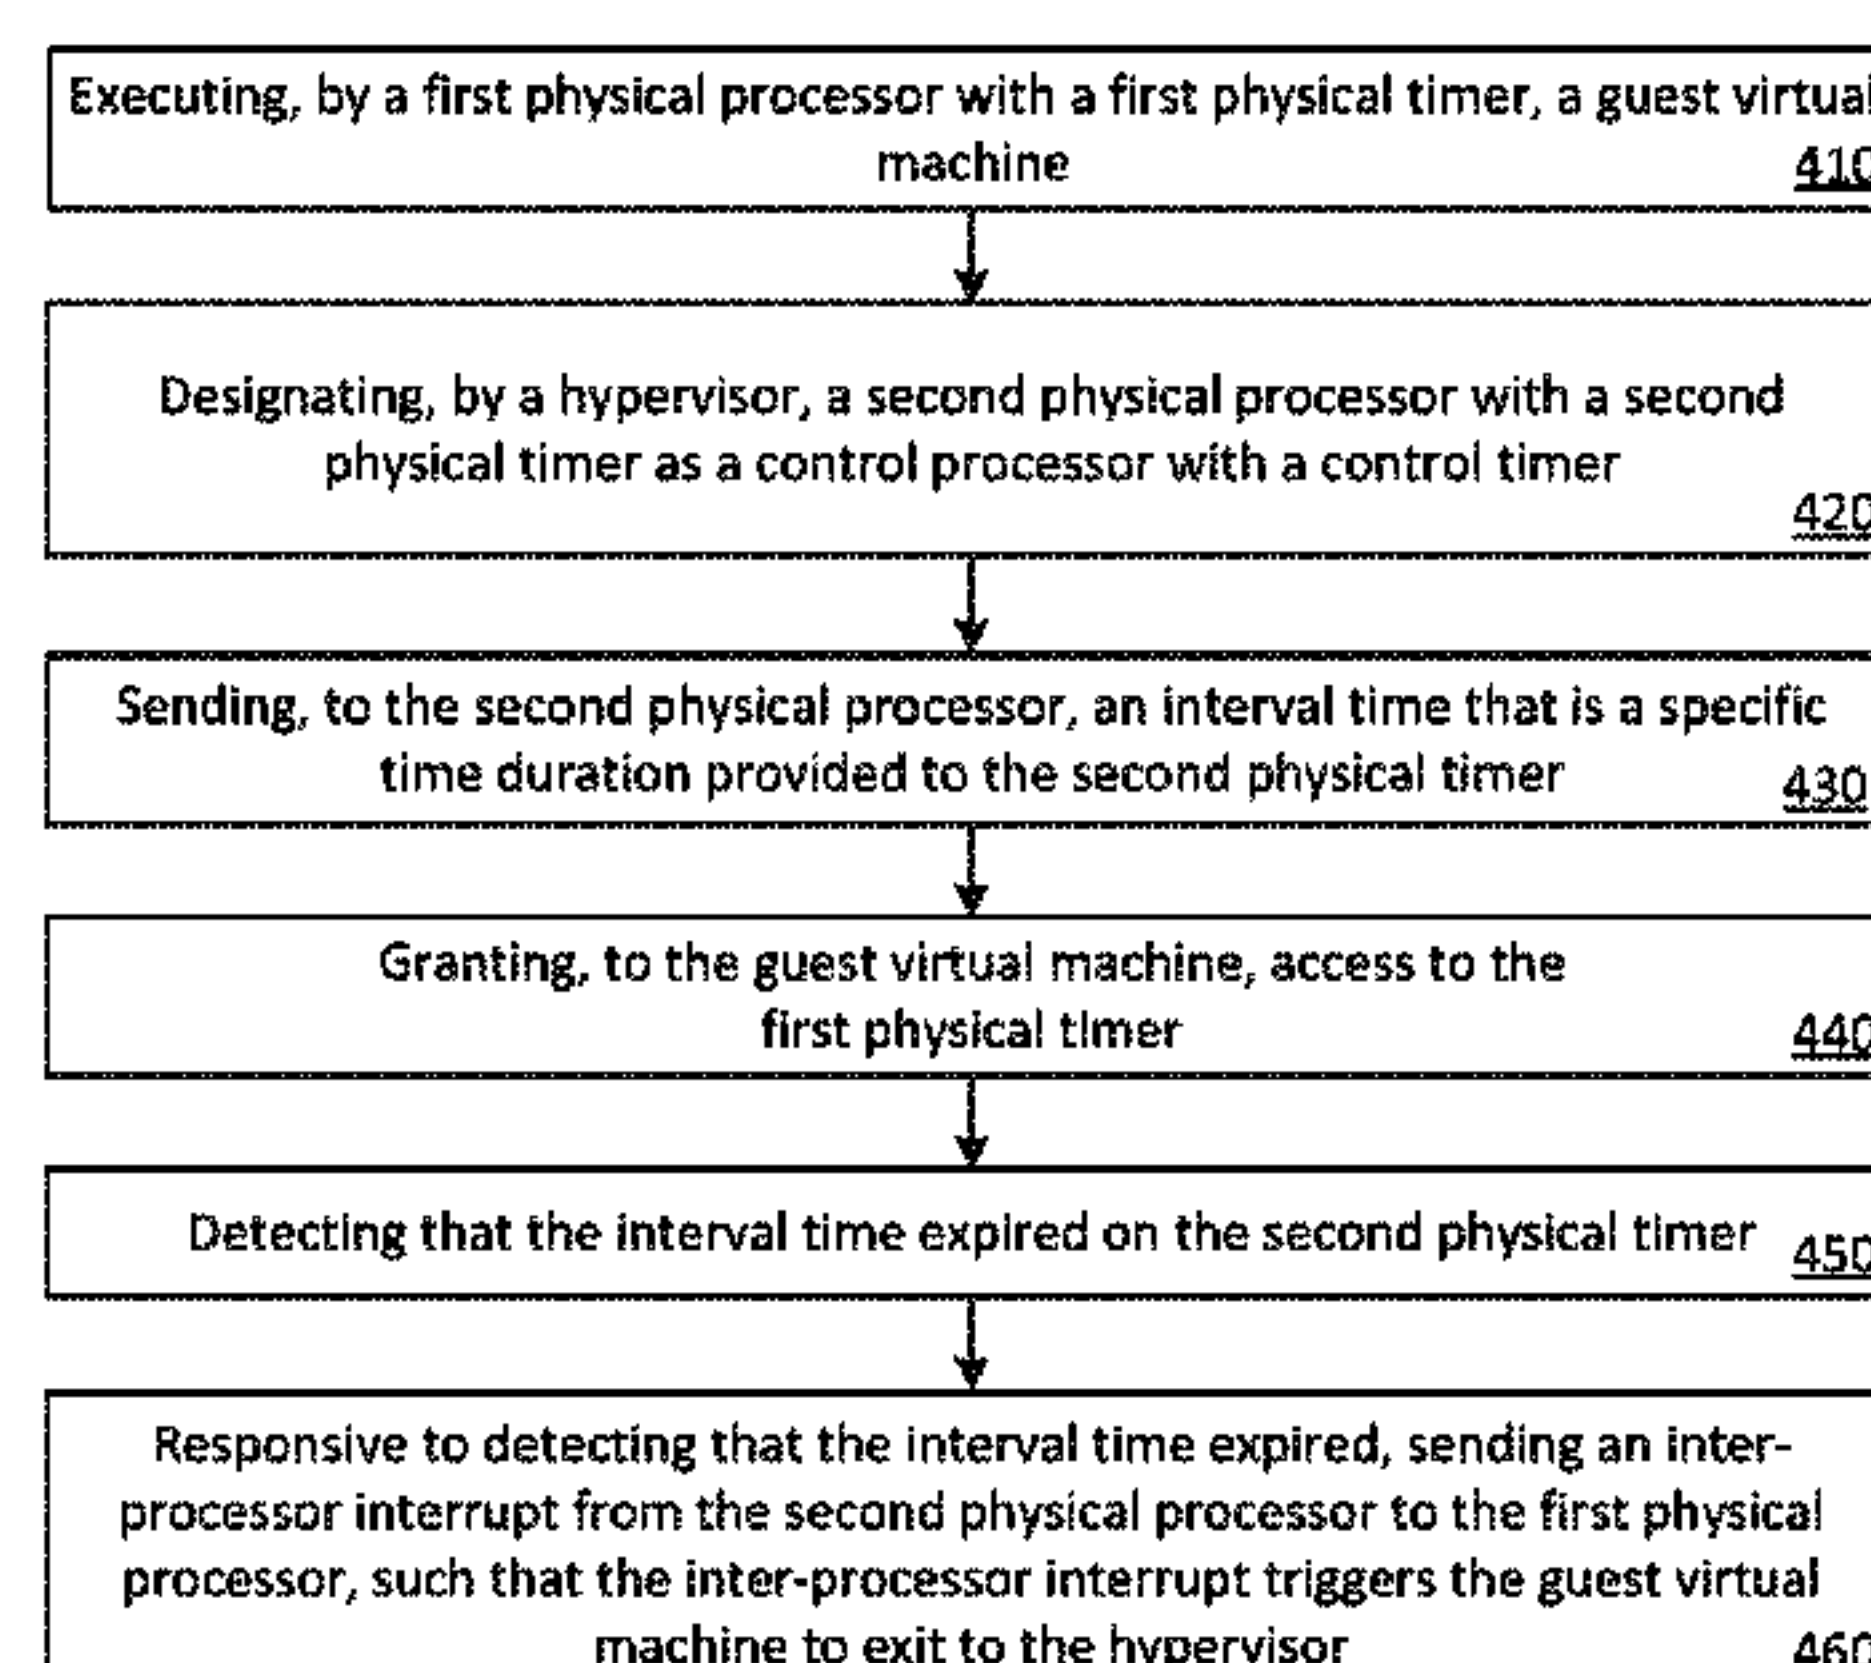 Executing, by a first physical processor with a first physical timer, a guest virtual
machine
410
Designating, by a hypervisor, a second physical processor with a second
physical timer as a control processor with a control timer
420
Sending, to the second physical processor, an interval time that is a specific
time duration provided to the second physical timer
430
Granting, to the guest virtual machine, access to the
first physical timer
440
Detecting that the interval time expired on the second physical timer
450
Responsive to detecting that the interval time expired, sending an inter-
processor interrupt from the second physical processor to the first physical
processor, such that the inter-processor interrupt triggers the guest virtual
machine to exit to the hypervisor
460